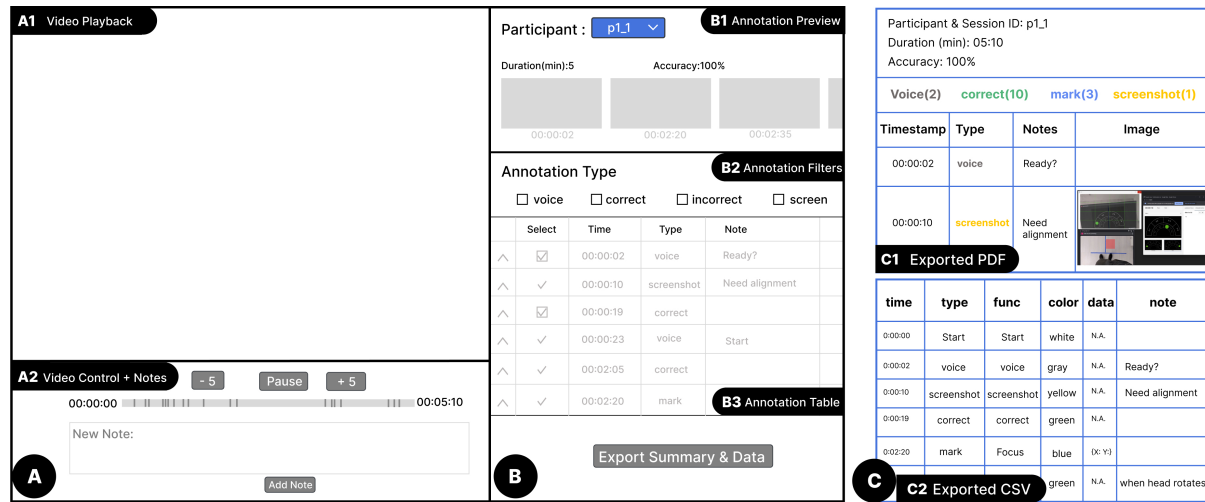 A1 Video Playback
A2 Video Control + Notes
- 5
Pause
+ 5
00:00:00
00:05:10
New Note:
Add Note
A
Participant :
p1_1
B1 Annotation Preview
Duration(min):5
Accuracy:100%
00:00:02
00:02:20
00:02:35
Annotation Type
B2 Annotation Filters
voice
correct
incorrect
screen
Select Time Type Note
00:00:02 voice Ready?
00:00:10 screenshot Need alignment
00:00:19 correct
00:00:23 voice Start
00:02:05 correct
00:02:20 mark
B3 Annotation Table
Export Summary & Data
B
Participant & Session ID: p1_1
Duration (min): 05:10
Accuracy: 100%
Voice(2) correct(10) mark(3) screenshot(1)
Timestamp Type Notes Image
00:00:02 voice Ready?
00:00:10 screenshot Need
alignment
C1 Exported PDF
time type func color data note
0:00:00 Start Start white N.A.
0:00:02 voice voice gray N.A. Ready?
0:00:10 screenshot screenshot yellow N.A. Need alignment
0:00:19 correct correct green N.A.
0:02:20 mark Focus blue (X: Y:)
green N.A. when head rotates
C
C2 Exported CSV